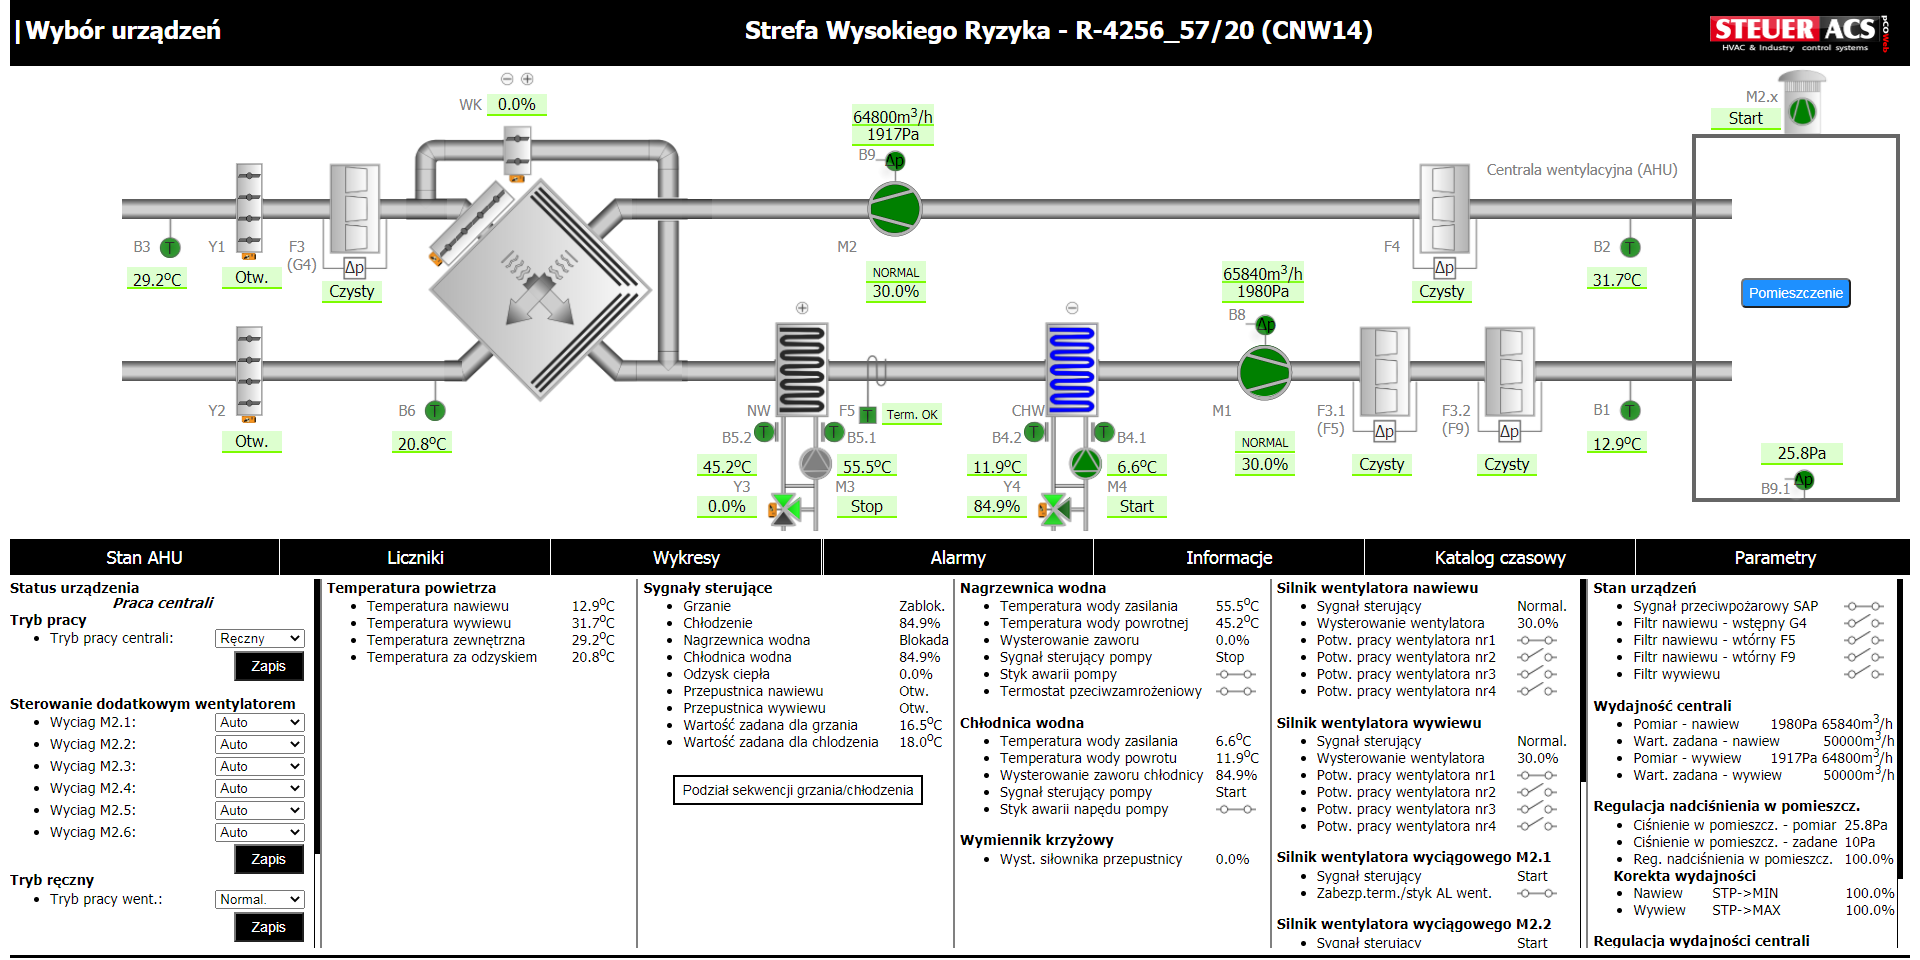 |Wybór urządzeń
Strefa Wysokiego Ryzyka - R-4256_57/20 (CNW14)
STEUER ACS
pCOWeb
HVAC & Industry control systems
WK 0.0%
64800m³/h
1917Pa
B9 Δp
M2.x
Start
Centrala wentylacyjna (AHU)
B3 T
29.2°C
Y1
Otw.
F3
(G4)
Δp
Czysty
M2
NORMAL
30.0%
65840m³/h
1980Pa
B8 Δp
F4
Δp
Czysty
B2 T
31.7°C
Pomieszczenie
Y2
Otw.
B6 T
20.8°C
NW
F5 T
Term. OK
B5.2 T
T B5.1
45.2°C
55.5°C
Y3
M3
0.0%
Stop
CHW
B4.2 T
T B4.1
11.9°C
6.6°C
Y4
M4
84.9%
Start
M1
NORMAL
30.0%
F3.1
(F5)
Δp
Czysty
F3.2
(F9)
Δp
Czysty
B1 T
12.9°C
25.8Pa
B9.1 Δp
Stan AHU
Liczniki
Wykresy
Alarmy
Informacje
Katalog czasowy
Parametry
Status urządzenia
Praca centrali
Tryb pracy
Tryb pracy centrali: Ręczny
Zapis
Sterowanie dodatkowym wentylatorem
Wyciag M2.1: Auto
Wyciag M2.2: Auto
Wyciag M2.3: Auto
Wyciag M2.4: Auto
Wyciag M2.5: Auto
Wyciag M2.6: Auto
Zapis
Tryb ręczny
Tryb pracy went.: Normal.
Zapis
Temperatura powietrza
Temperatura nawiewu 12.9°C
Temperatura wywiewu 31.7°C
Temperatura zewnętrzna 29.2°C
Temperatura za odzyskiem 20.8°C
Sygnały sterujące
Grzanie Zablok.
Chłodzenie 84.9%
Nagrzewnica wodna Blokada
Chłodnica wodna 84.9%
Odzysk ciepła 0.0%
Przepustnica nawiewu Otw.
Przepustnica wywiewu Otw.
Wartość zadana dla grzania 16.5°C
Wartość zadana dla chlodzenia 18.0°C
Podział sekwencji grzania/chłodzenia
Nagrzewnica wodna
Temperatura wody zasilania 55.5°C
Temperatura wody powrotnej 45.2°C
Wysterowanie zaworu 0.0%
Sygnał sterujący pompy Stop
Styk awarii pompy
Termostat pzeciwzamrożeniowy
Chłodnica wodna
Temperatura wody zasilania 6.6°C
Temperatura wody powrotu 11.9°C
Wysterowanie zaworu chłodnicy 84.9%
Sygnał sterujący pompy Start
Styk awarii napędu pompy
Wymiennik krzyżowy
Wyst. siłownika przepustnicy 0.0%
Silnik wentylatora nawiewu
Sygnał sterujący Normal.
Wysterowanie wentylatora 30.0%
Potw. pracy wentylatora nr1
Potw. pracy wentylatora nr2
Potw. pracy wentylatora nr3
Potw. pracy wentylatora nr4
Silnik wentylatora wywiewu
Sygnał sterujący Normal.
Wysterowanie wentylatora 30.0%
Potw. pracy wentylatora nr1
Potw. pracy wentylatora nr2
Potw. pracy wentylatora nr3
Potw. pracy wentylatora nr4
Silnik wentylatora wyciągowego M2.1
Sygnał sterujący Start
Zabezp.term./styk AL went.
Silnik wentylatora wyciągowego M2.2
Sygnał sterujący Start
Stan urządzeń
Sygnał przeciwpożarowy SAP
Filtr nawiewu - wstępny G4
Filtr nawiewu - wtórny F5
Filtr nawiewu - wtórny F9
Filtr wywiewu
Wydajność centrali
Pomiar - nawiew 1980Pa 65840m³/h
Wart. zadana - nawiew 50000m³/h
Pomiar - wywiew 1917Pa 64800m³/h
Wart. zadana - wywiew 50000m³/h
Regulacja nadciśnienia w pomieszcz.
Ciśnienie w pomieszcz. - pomiar 25.8Pa
Ciśnienie w pomieszcz. - zadane 10Pa
Reg. nadciśnienia w pomieszcz. 100.0%
Korekta wydajności
Nawiew STP->MIN 100.0%
Wywiew STP->MAX 100.0%
Regulacja wydajności centrali